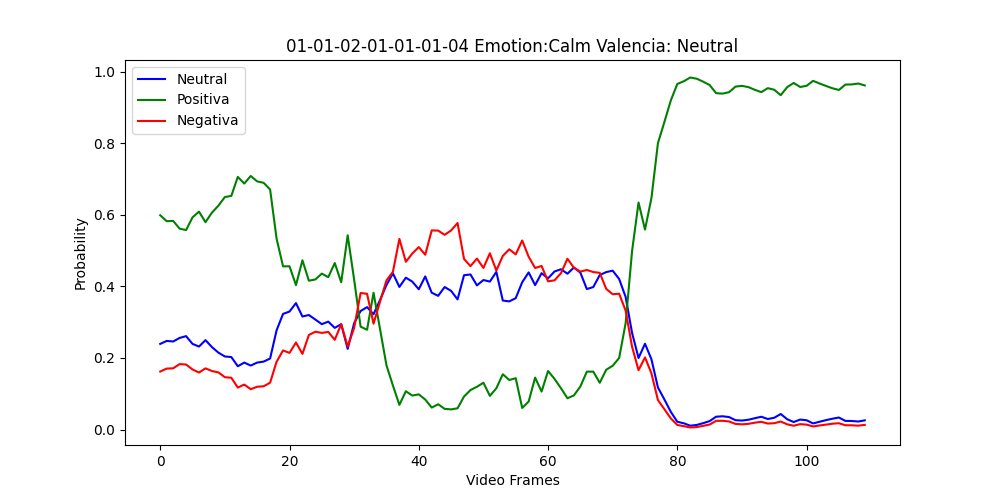 01-01-02-01-01-01-04 Emotion:Calm Valencia: Neutral
Neutral
Positiva
Negativa
Probability
1.0
0.8
0.6
0.4
0.2
0.0
0 20 40 60 80 100
Video Frames